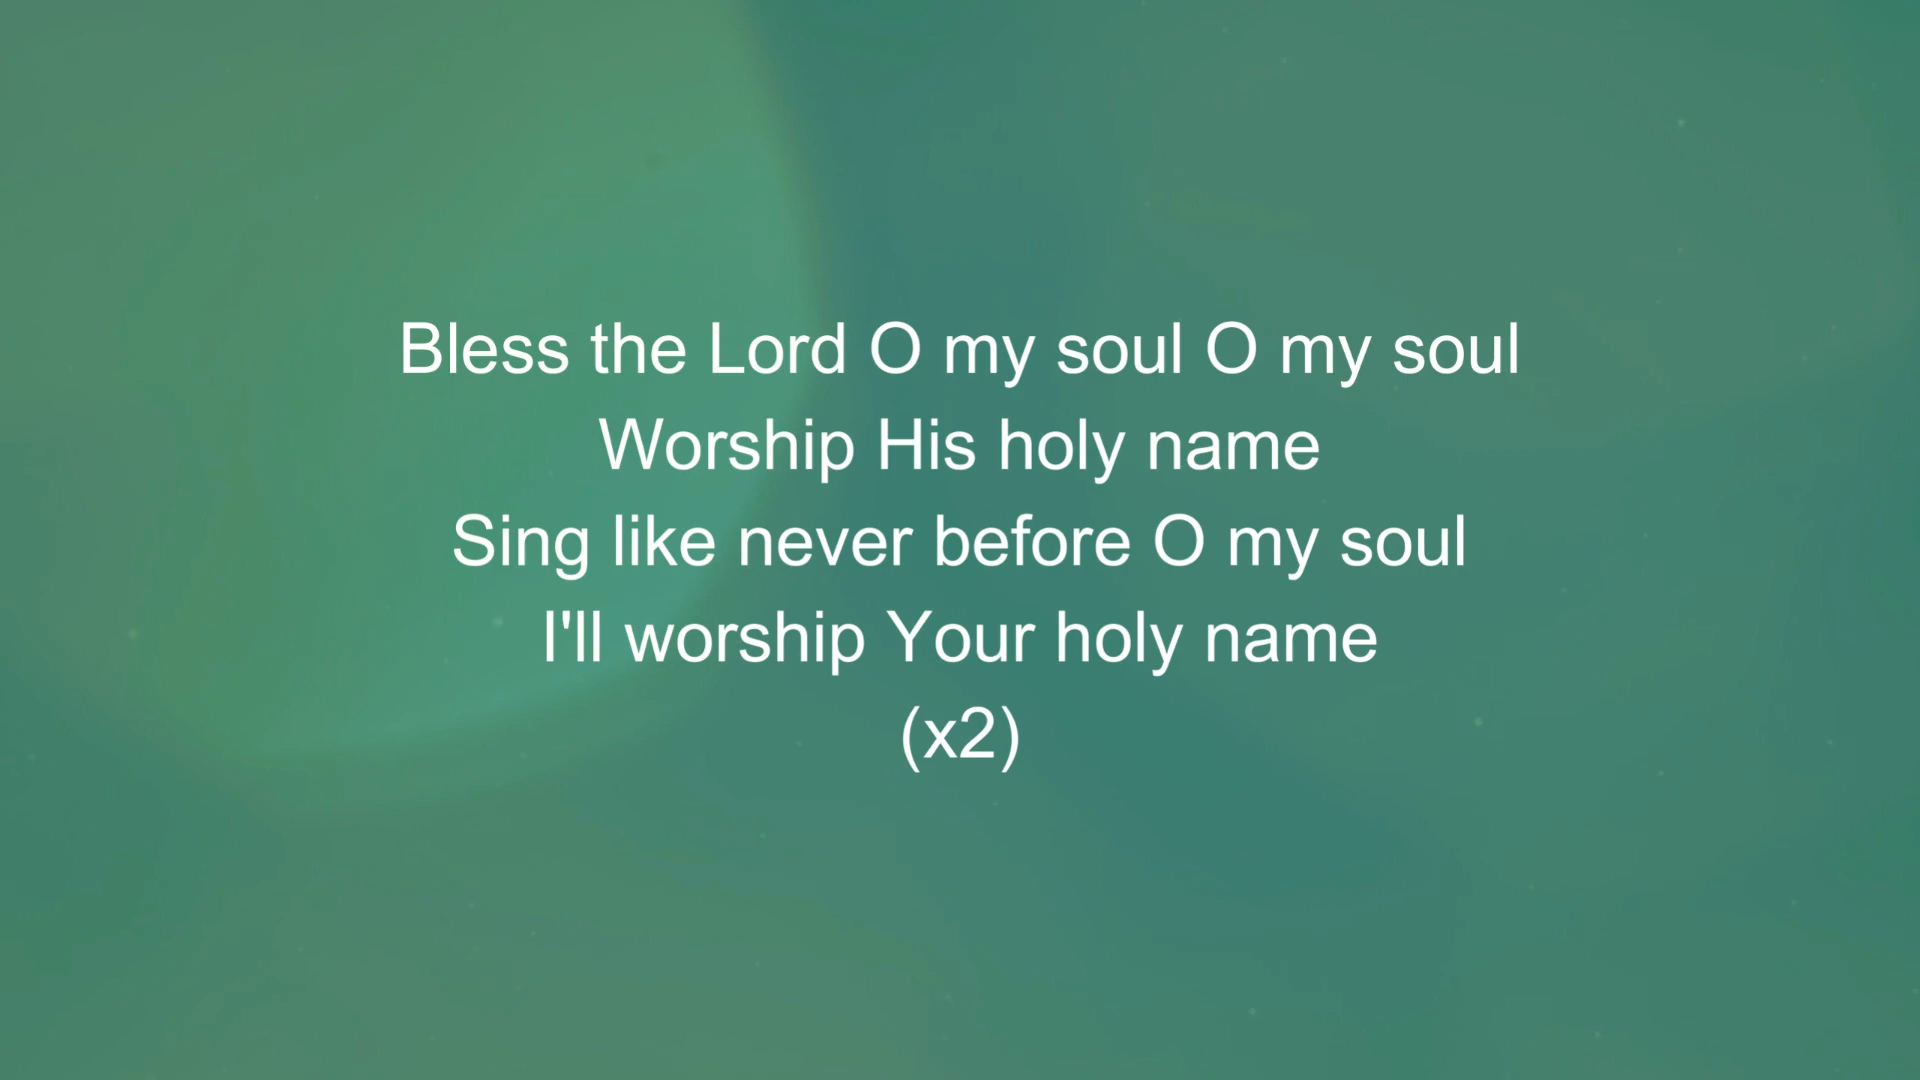 Bless the Lord O my soul O my soul
Worship His holy name
Sing like never before O my soul
I'll worship Your holy name
(x2)